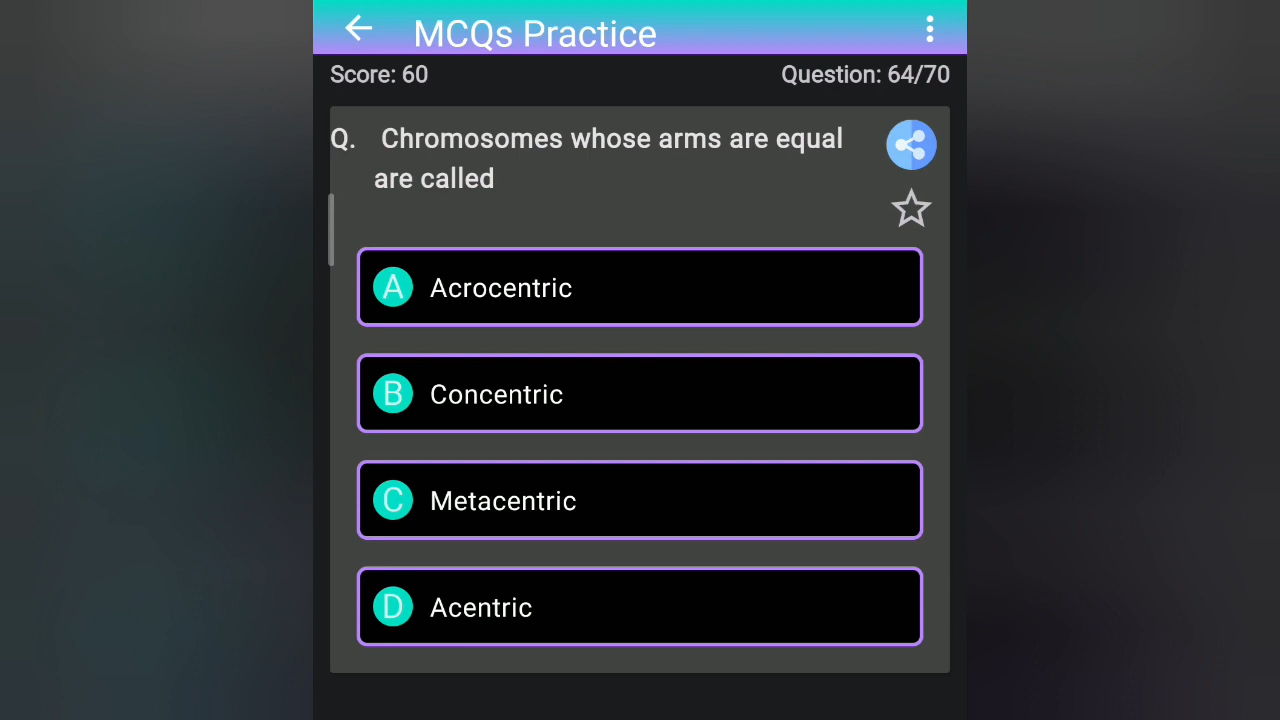 MCQs Practice
Score: 60
Question: 64/70
Q. Chromosomes whose arms are equal
are called
A Acrocentric
B Concentric
C Metacentric
D Acentric